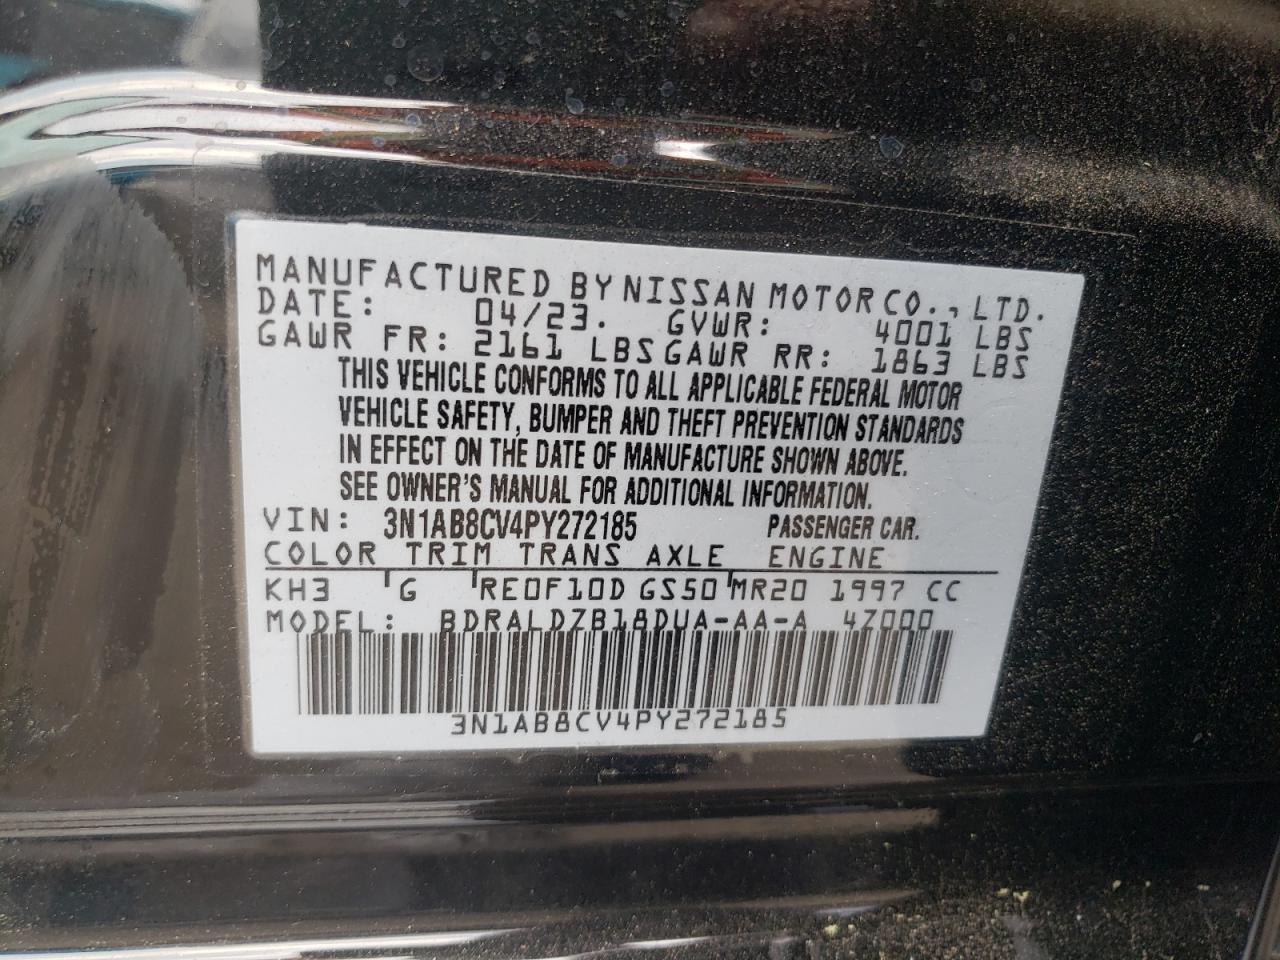 MANUFACTURED BY NISSAN MOTOR CO., LTD.
DATE: 04/23. GVWR: 4001 LBS
GAWR FR: 2161 LBS GAWR RR: 1863 LBS
THIS VEHICLE CONFORMS TO ALL APPLICABLE FEDERAL MOTOR
VEHICLE SAFETY, BUMPER AND THEFT PREVENTION STANDARDS
IN EFFECT ON THE DATE OF MANUFACTURE SHOWN ABOVE.
SEE OWNER'S MANUAL FOR ADDITIONAL INFORMATION.
VIN: 3N1AB8CV4PY272185 PASSENGER CAR.
COLOR TRIM TRANS AXLE ENGINE
KH3 G RE0F10D GS50 MR20 1997 CC
MODEL: BDRALDZB18DUA-AA-A 4Z000
3N1AB8CV4PY272185